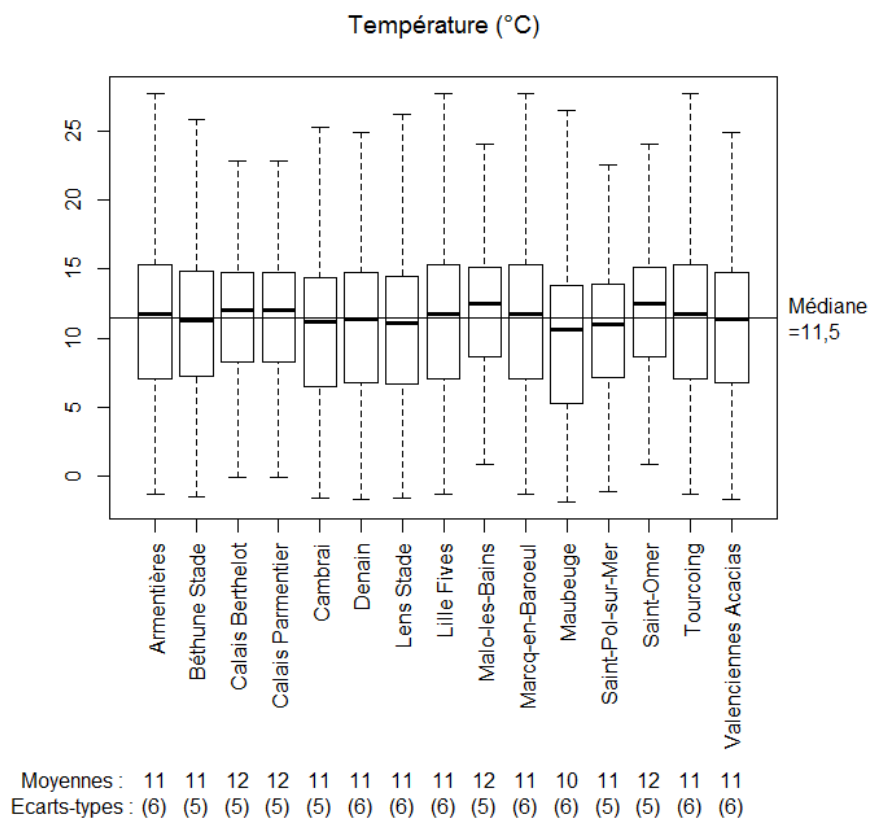 Température (°C)
25
20
15
10
5
0
Médiane
=11,5
Armentières
Béthune Stade
Calais Berthelot
Calais Parmentier
Cambrai
Denain
Lens Stade
Lille Fives
Malo-les-Bains
Marcq-en-Baroeul
Maubeuge
Saint-Pol-sur-Mer
Saint-Omer
Tourcoing
Valenciennes Acacias
Moyennes : 11 11 12 12 11 11 11 11 12 11 10 11 12 11 11
Ecarts-types : (6) (5) (5) (5) (5) (6) (6) (6) (5) (6) (6) (5) (5) (6) (6)